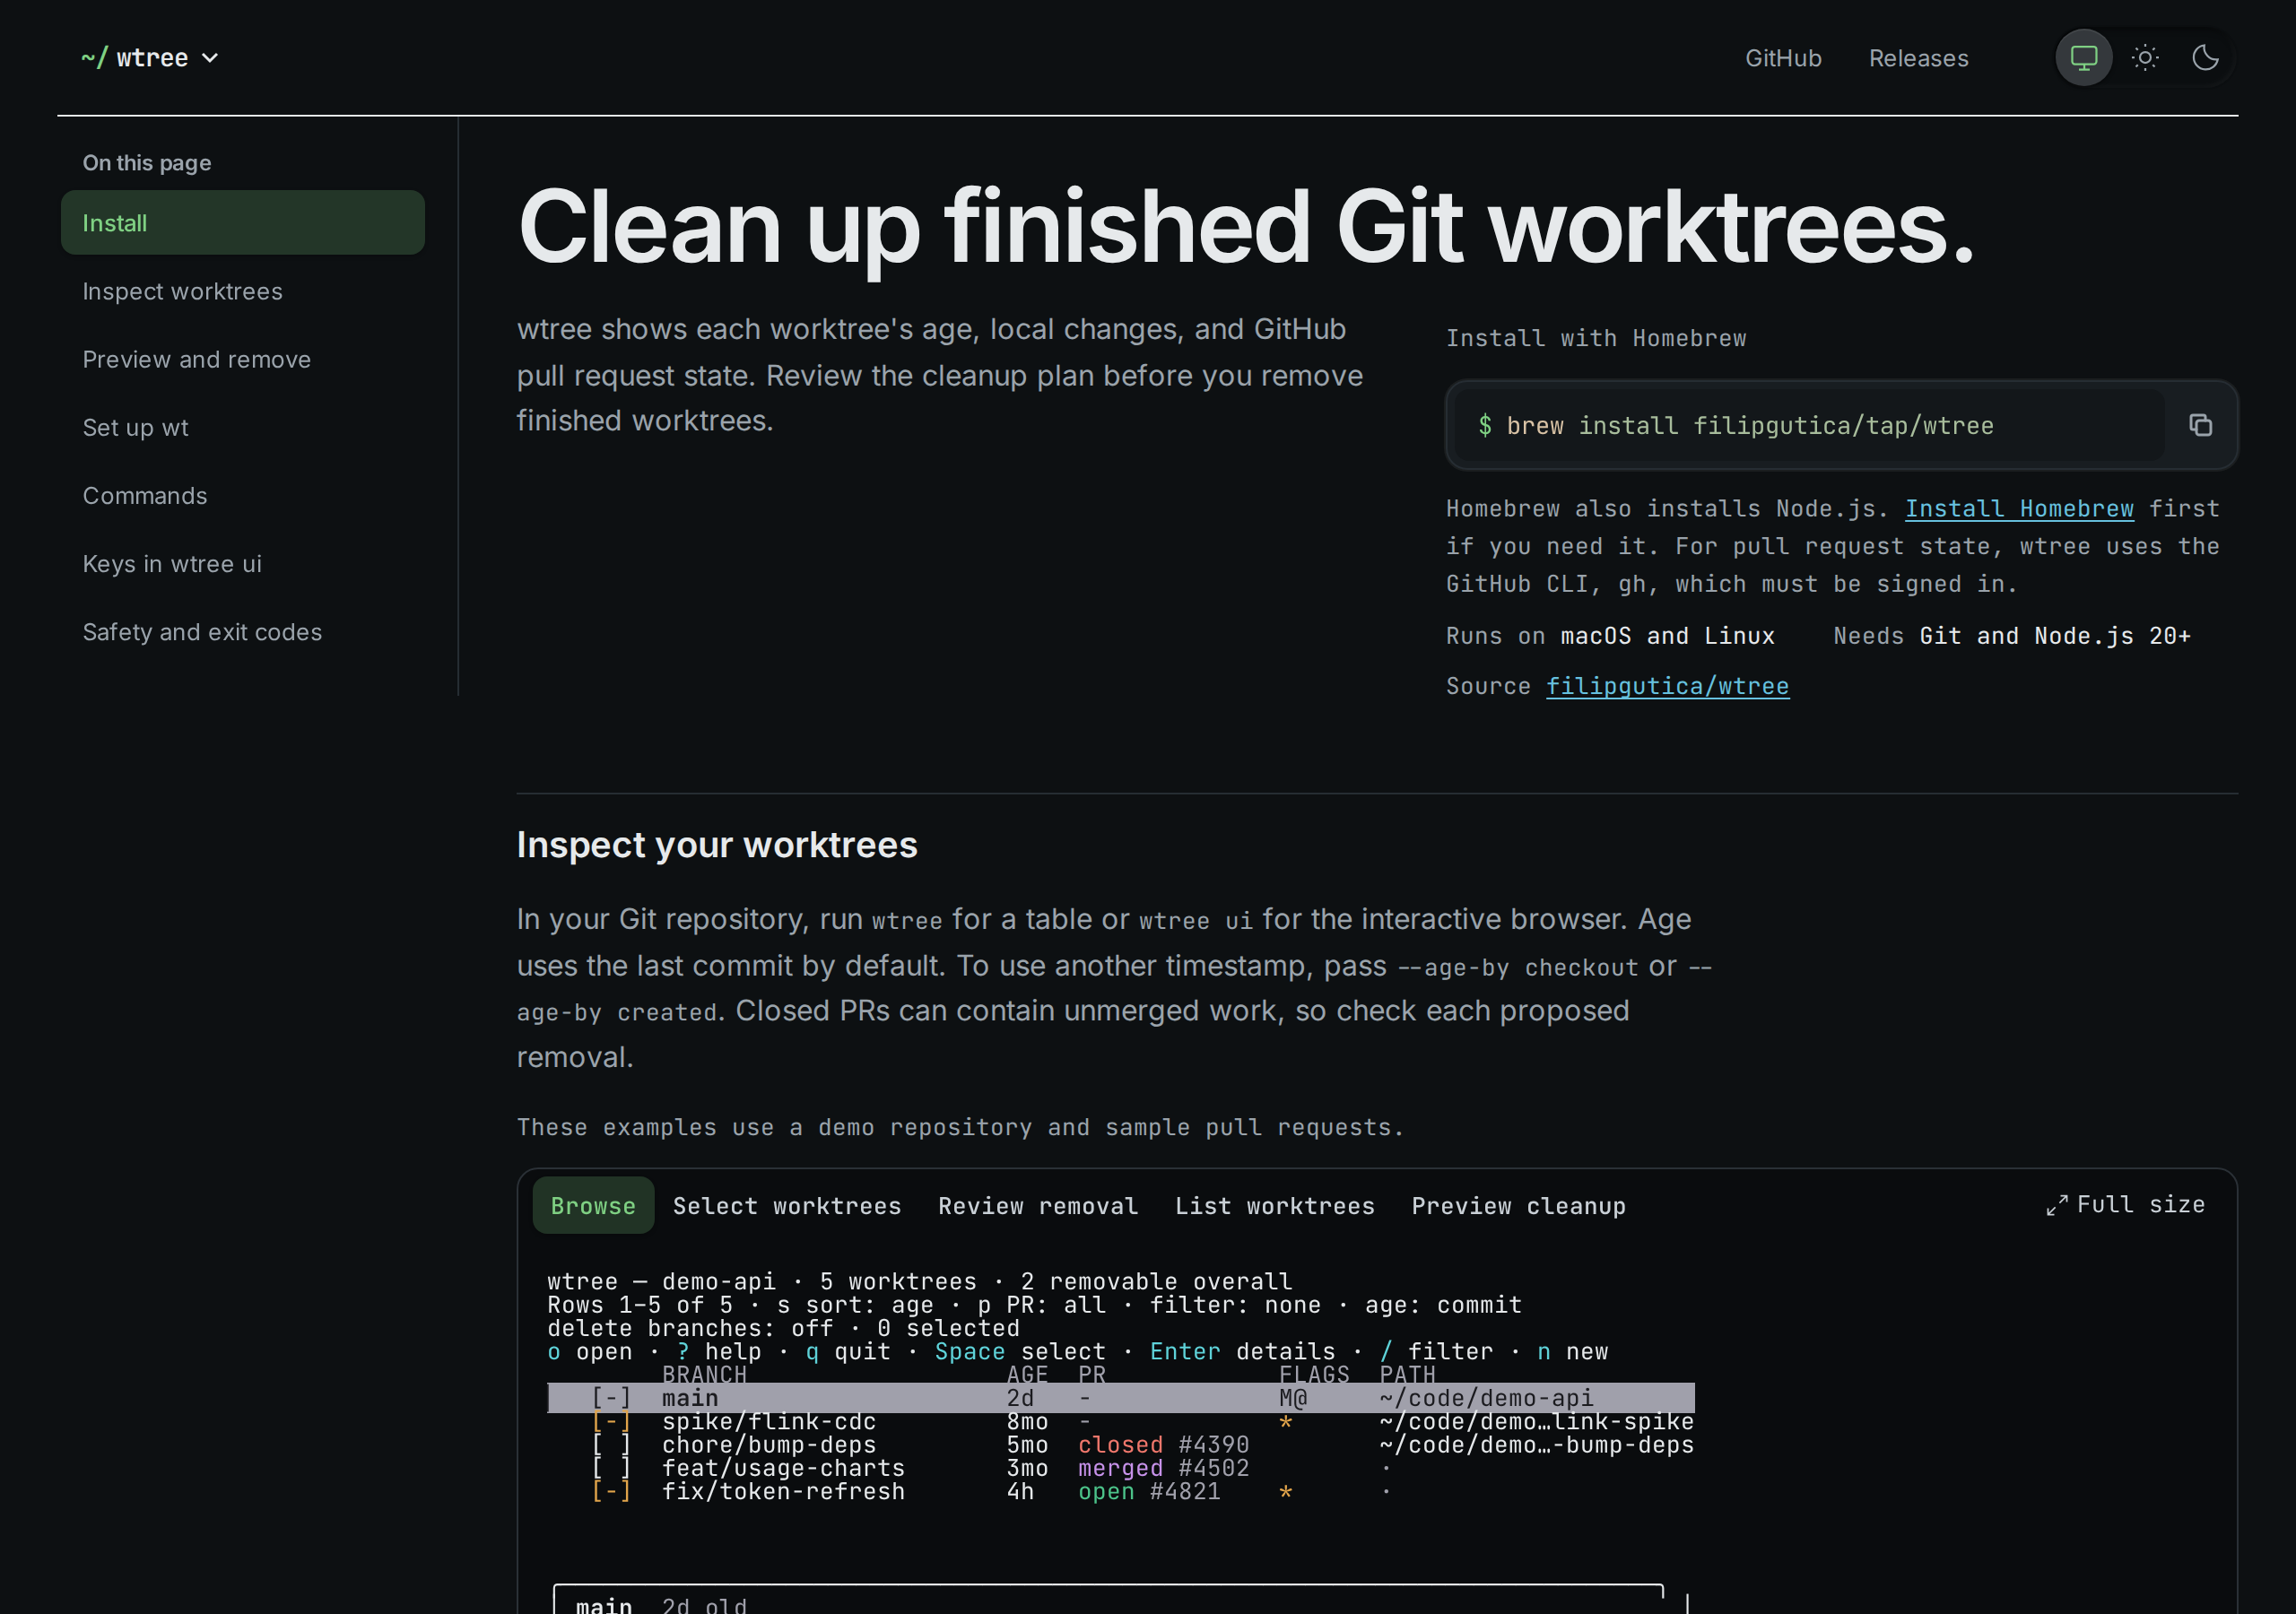 ~/ wtree
GitHub
Releases
On this page
Install
Inspect worktrees
Preview and remove
Set up wt
Commands
Keys in wtree ui
Safety and exit codes
Clean up finished Git worktrees.
wtree shows each worktree's age, local changes, and GitHub
pull request state. Review the cleanup plan before you remove
finished worktrees.
Install with Homebrew
$ brew install filipgutica/tap/wtree
Homebrew also installs Node.js. Install Homebrew first
if you need it. For pull request state, wtree uses the
GitHub CLI, gh, which must be signed in.
Runs on macOS and Linux Needs Git and Node.js 20+
Source filipgutica/wtree
Inspect your worktrees
In your Git repository, run wtree for a table or wtree ui for the interactive browser. Age
uses the last commit by default. To use another timestamp, pass --age-by checkout or --
age-by created. Closed PRs can contain unmerged work, so check each proposed
removal.
These examples use a demo repository and sample pull requests.
Browse Select worktrees Review removal List worktrees Preview cleanup Full size
wtree — demo-api · 5 worktrees · 2 removable overall
Rows 1–5 of 5 · s sort: age · p PR: all · filter: none · age: commit
delete branches: off · 0 selected
o open · ? help · q quit · Space select · Enter details · / filter · n new
BRANCH AGE PR FLAGS PATH
[-] main 2d - M@ ~/code/demo-api
[-] spike/flink-cdc 8mo - * ~/code/demo…link-spike
[ ] chore/bump-deps 5mo closed #4390 ~/code/demo…-bump-deps
[ ] feat/usage-charts 3mo merged #4502 ·
[-] fix/token-refresh 4h open #4821 * ·
main 2d old